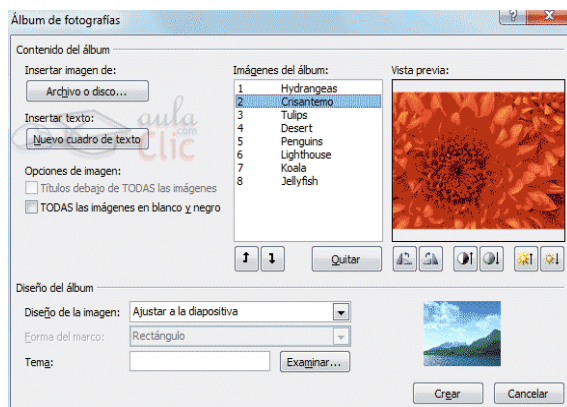 Álbum de fotografías
Contenido del álbum
Insertar imagen de:
Archivo o disco...
Insertar texto:
Nuevo cuadro de texto
Opciones de imagen:
Títulos debajo de TODAS las imágenes
TODAS las imágenes en blanco y negro
Imágenes del álbum:
1 Hydrangeas
2 Crisantemo
3 Tulips
4 Desert
5 Penguins
6 Lighthouse
7 Koala
8 Jellyfish
Quitar
Vista previa:
aula
.com
Clic
Diseño del álbum
Diseño de la imagen: Ajustar a la diapositiva
Forma del marco: Rectángulo
Tema: Examinar...
Crear Cancelar